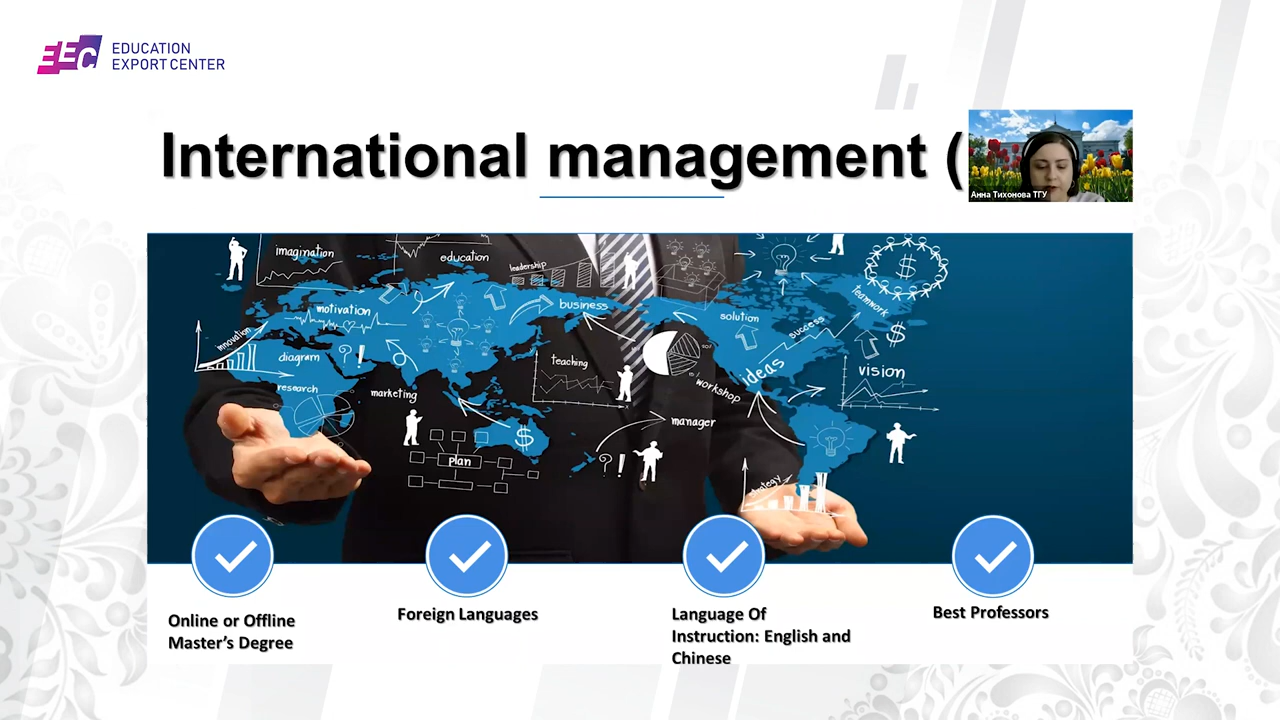 EEC EDUCATION
EXPORT CENTER
International management (
Анна Тихонова ТГУ
imagination
education
leadership
motivation
business
solution
teamwork
innovation
success
diagram
?!
teaching
ideas
vision
research
marketing
workshop
manager
plan
?!
strategy
Online or Offline
Master’s Degree
Foreign Languages
Language Of
Instruction: English and
Chinese
Best Professors